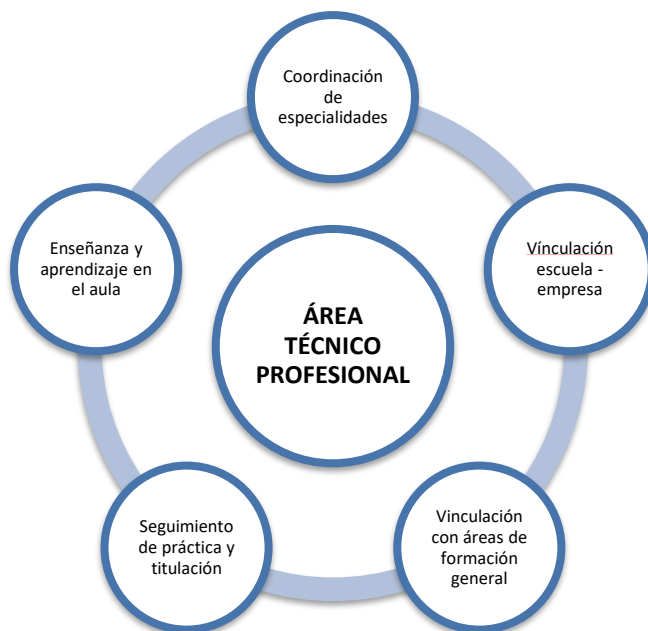 Coordinación
de
especialidades
Enseñanza y
aprendizaje en
el aula
Vínculación
escuela -
empresa
ÁREA
TÉCNICO
PROFESIONAL
Seguimiento
de práctica y
titulación
Vinculación
con áreas de
formación
general